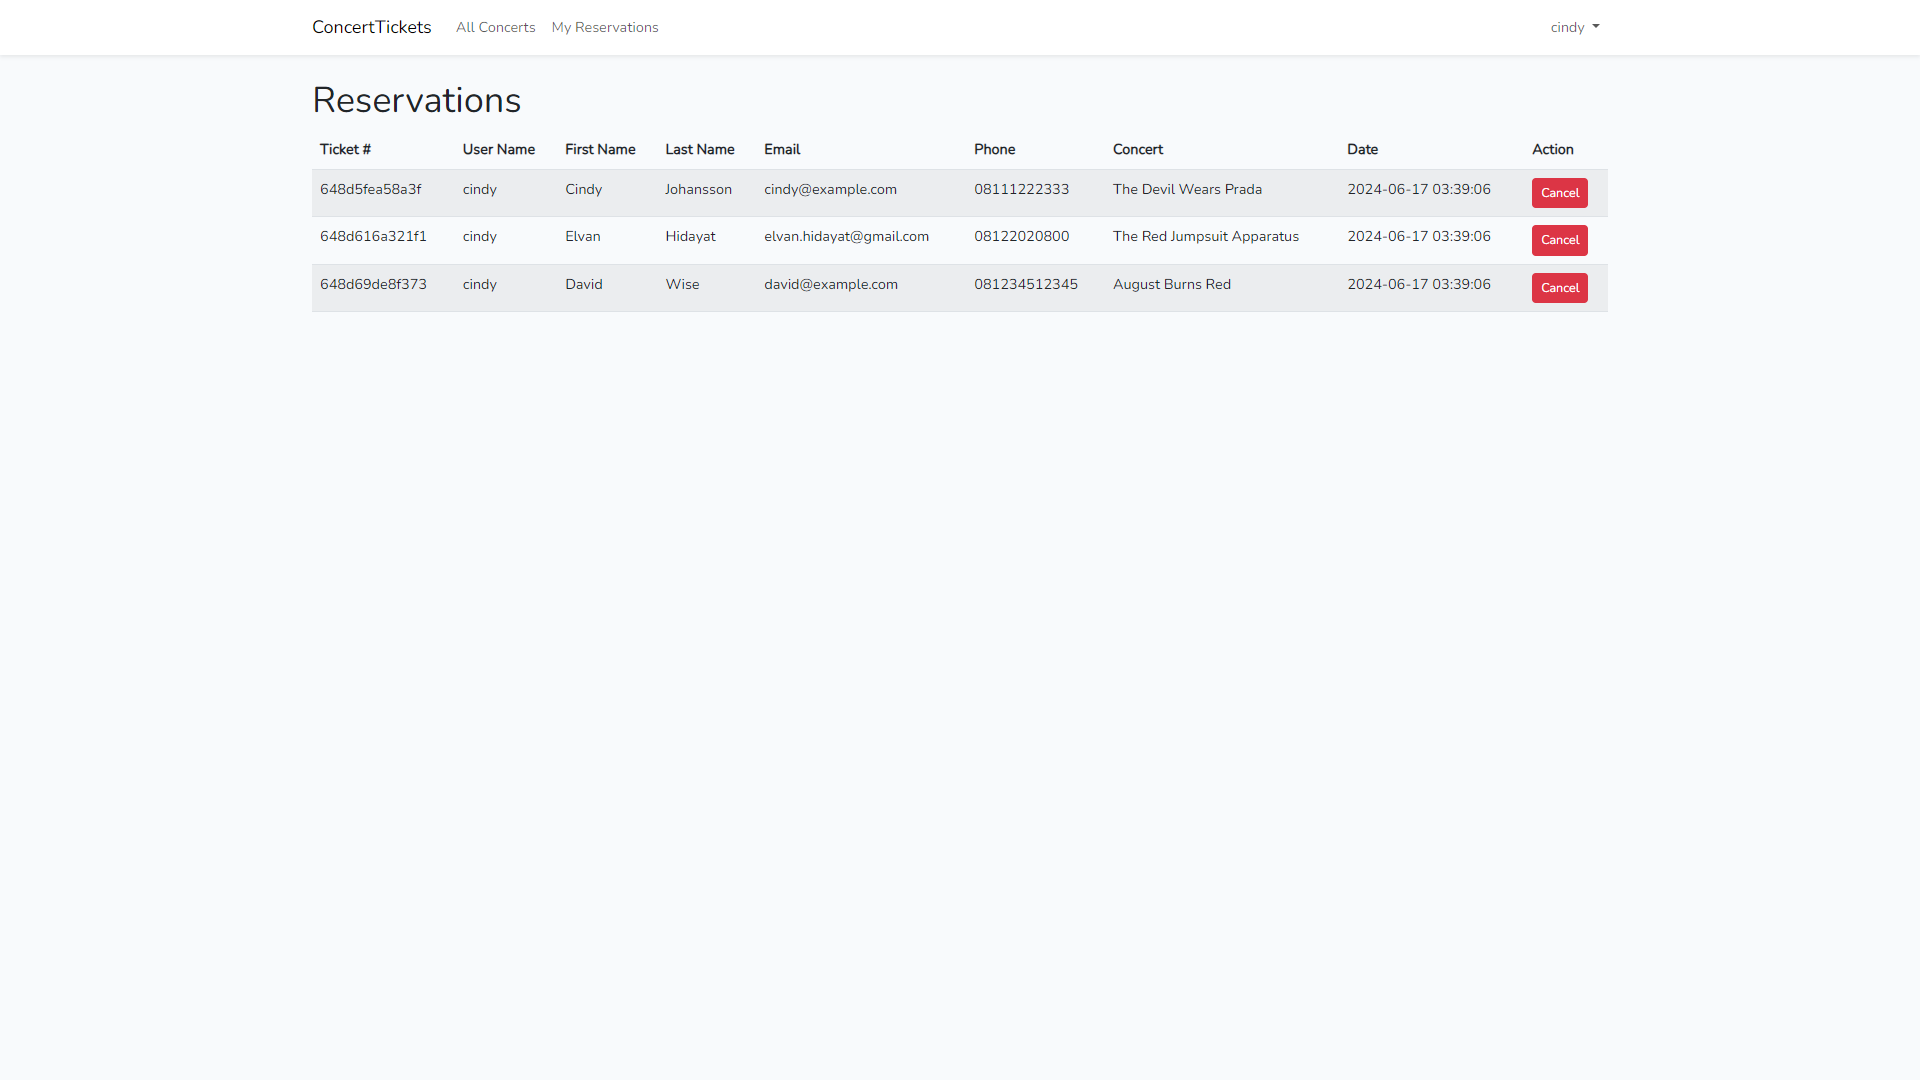 ConcertTickets All Concerts My Reservations cindy
Reservations
Ticket # User Name First Name Last Name Email Phone Concert Date Action
648d5fea58a3f cindy Cindy Johansson cindy@example.com 08111222333 The Devil Wears Prada 2024-06-17 03:39:06 Cancel
648d616a321f1 cindy Elvan Hidayat elvan.hidayat@gmail.com 08122020800 The Red Jumpsuit Apparatus 2024-06-17 03:39:06 Cancel
648d69de8f373 cindy David Wise david@example.com 081234512345 August Burns Red 2024-06-17 03:39:06 Cancel